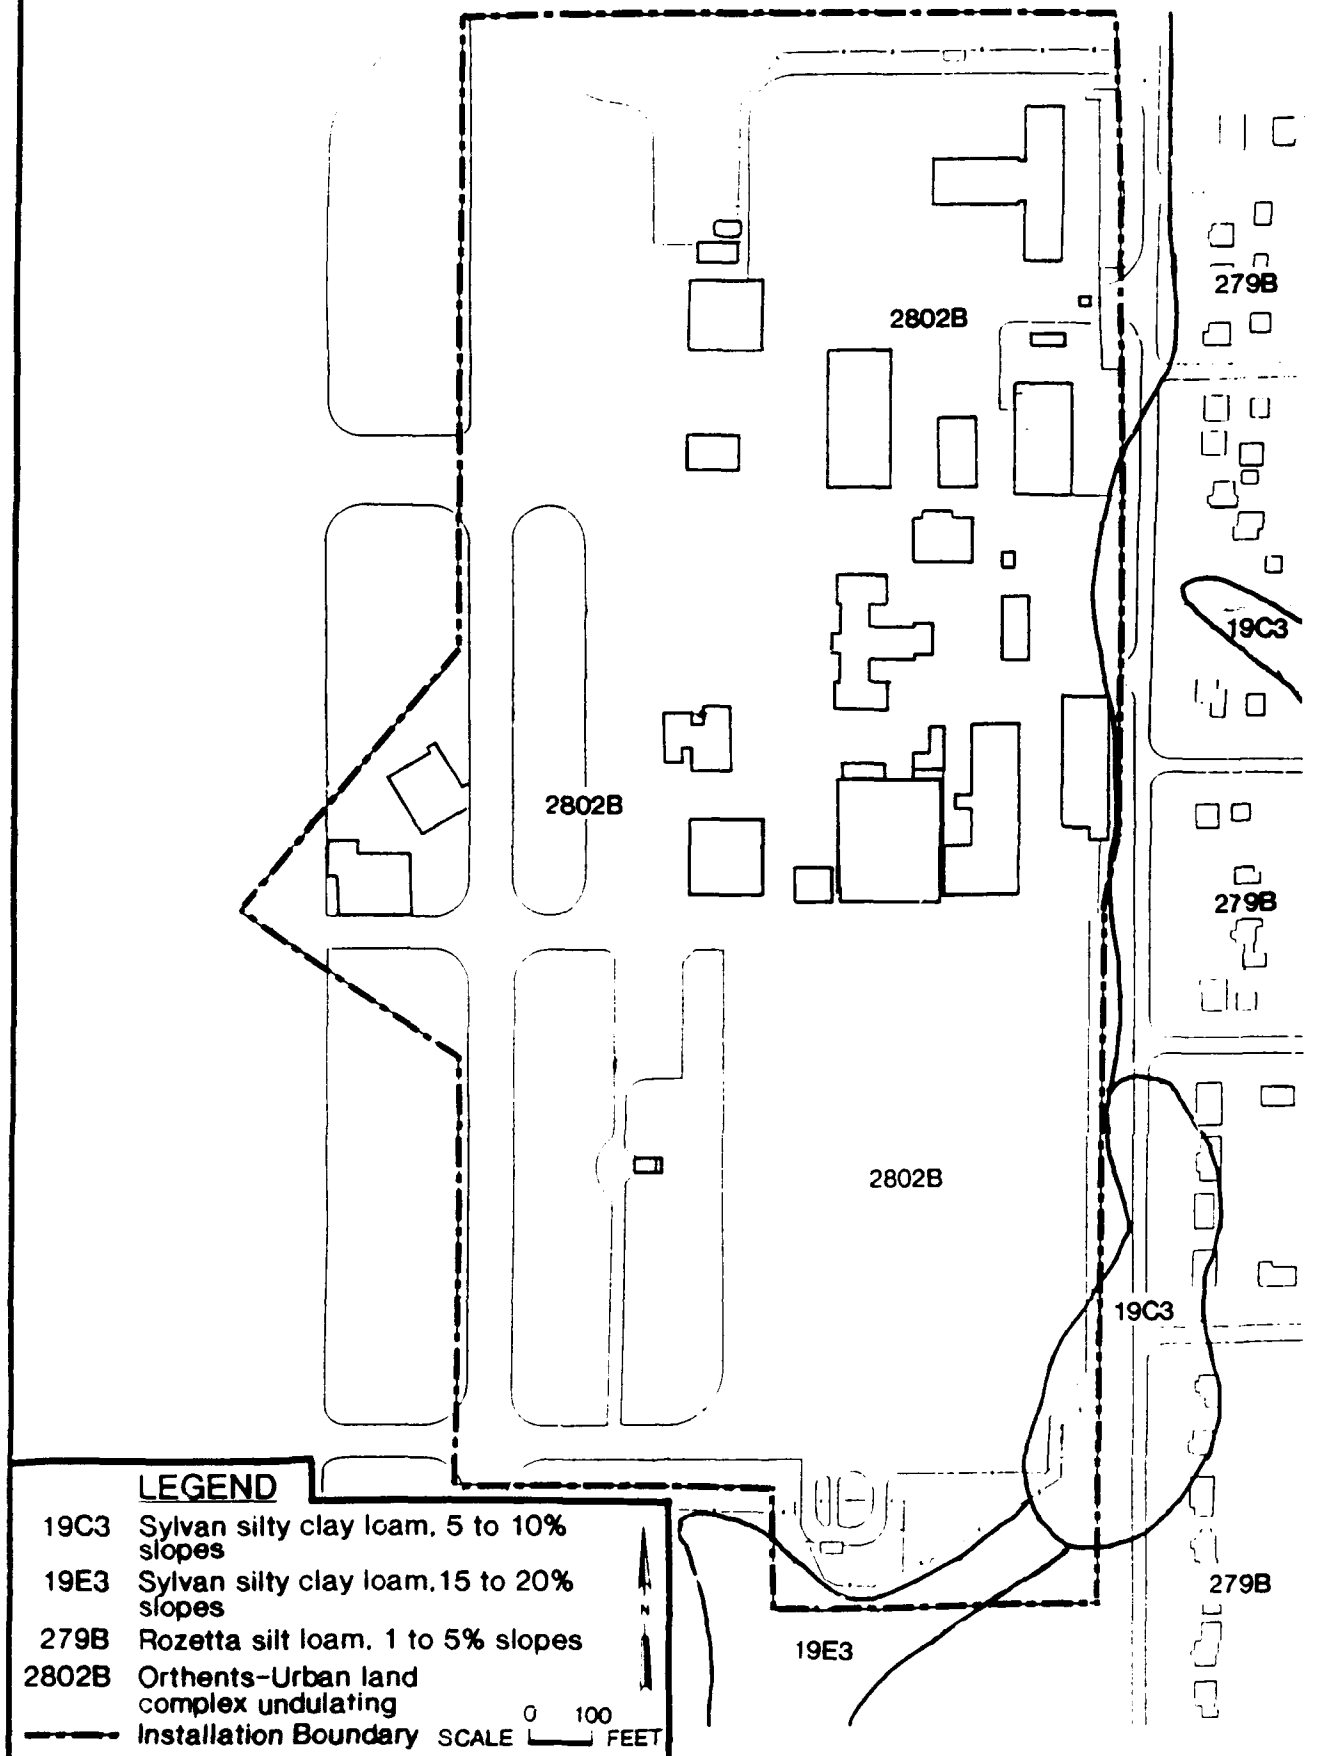 279B
2802B
19C3
2802B
279B
2802B
19C3
279B
19E3
LEGEND
19C3 Sylvan silty clay loam, 5 to 10%
slopes
19E3 Sylvan silty clay loam, 15 to 20%
slopes
279B Rozetta silt loam, 1 to 5% slopes
2802B Orthents-Urban land
complex undulating
Installation Boundary
N
SCALE 0 100 FEET